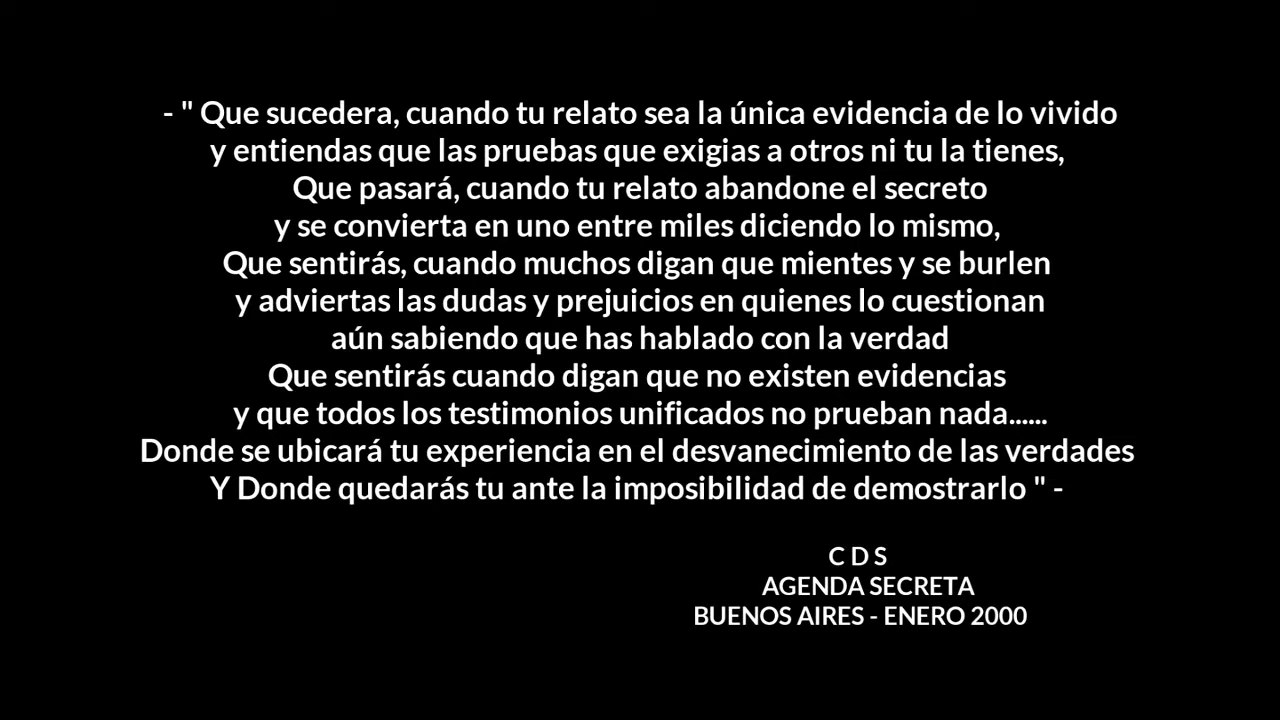 - " Que sucedera, cuando tu relato sea la única evidencia de lo vivido
y entiendas que las pruebas que exigias a otros ni tu la tienes,
Que pasará, cuando tu relato abandone el secreto
y se convierta en uno entre miles diciendo lo mismo,
Que sentirás, cuando muchos digan que mientes y se burlen
y adviertas las dudas y prejuicios en quienes lo cuestionan
aún sabiendo que has hablado con la verdad
Que sentirás cuando digan que no existen evidencias
y que todos los testimonios unificados no prueban nada......
Donde se ubicará tu experiencia en el desvanecimiento de las verdades
Y Donde quedarás tu ante la imposibilidad de demostrarlo " -
C D S
AGENDA SECRETA
BUENOS AIRES - ENERO 2000